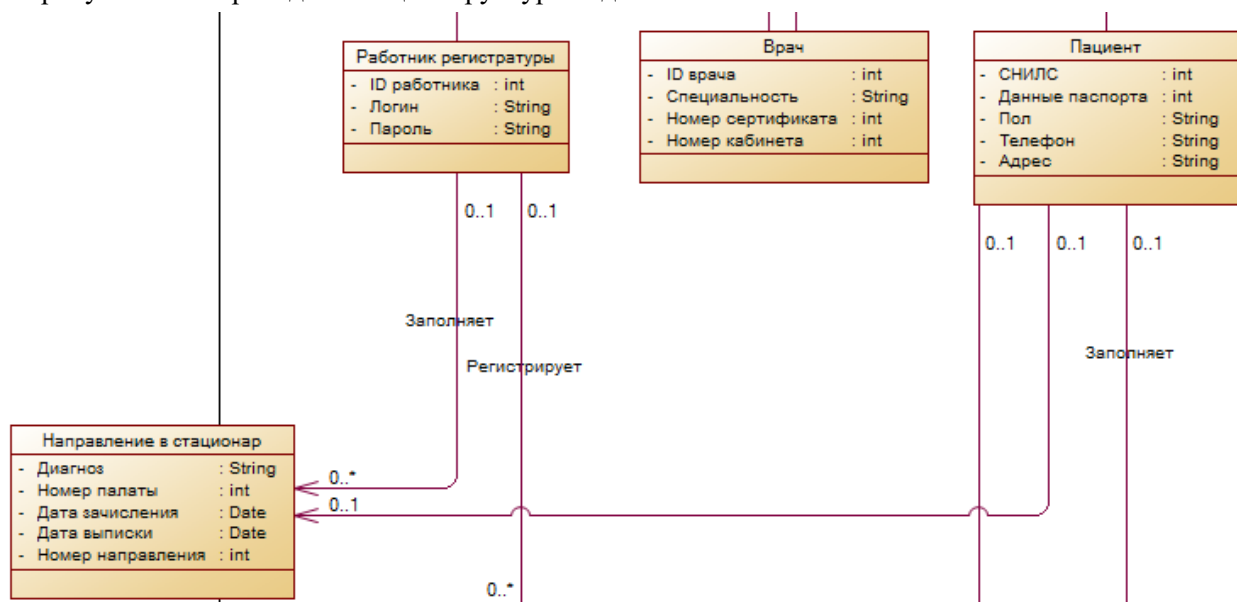 Работник регистратуры
- ID работника : int
- Логин : String
- Пароль : String
Врач
- ID врача : int
- Специальность : String
- Номер сертификата : int
- Номер кабинета : int
Пациент
- СНИЛС : int
- Данные паспорта : int
- Пол : String
- Телефон : String
- Адрес : String
0..1 0..1
0..1 0..1 0..1
Заполняет
Регистрирует
Заполняет
Направление в стационар
- Диагноз : String
- Номер палаты : int
- Дата зачисления : Date
- Дата выписки : Date
- Номер направления : int
0..*
0..1
0..*